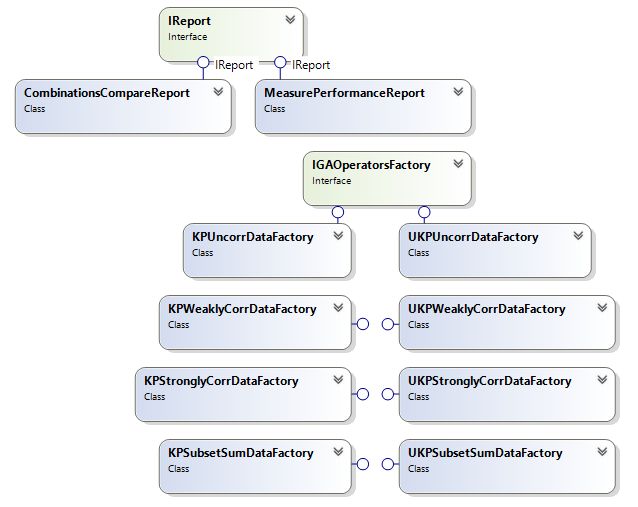 IReport
Interface
IReport
IReport
CombinationsCompareReport
Class
MeasurePerformanceReport
Class
IGAOperatorsFactory
Interface
KPUncorrDataFactory
Class
UKPUncorrDataFactory
Class
KPWeaklyCorrDataFactory
Class
UKPWeaklyCorrDataFactory
Class
KPStronglyCorrDataFactory
Class
UKPStronglyCorrDataFactory
Class
KPSubsetSumDataFactory
Class
UKPSubsetSumDataFactory
Class